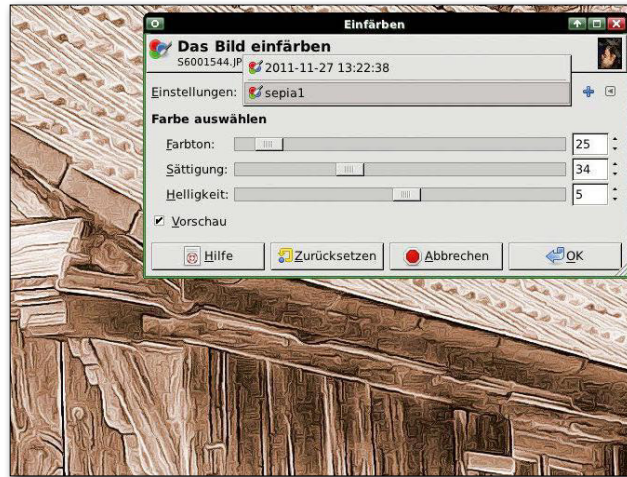 Einfärben
Das Bild einfärben
S6001544.JP
2011-11-27 13:22:38
Einstellungen:
sepia1
Farbe auswählen
Farbton: 25
Sättigung: 34
Helligkeit: 5
Vorschau
Hilfe Zurücksetzen Abbrechen OK